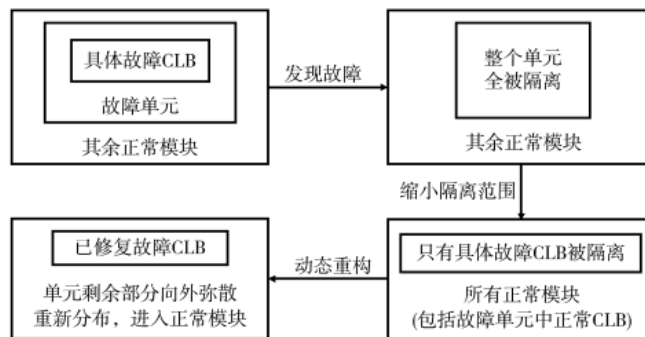 具体故障CLB
故障单元
其余正常模块
发现故障
整个单元
全被隔离
其余正常模块
缩小隔离范围
只有具体故障CLB被隔离
所有正常模块
(包括故障单元中正常CLB)
动态重构
已修复故障CLB
单元剩余部分向外弥散
重新分布，进入正常模块